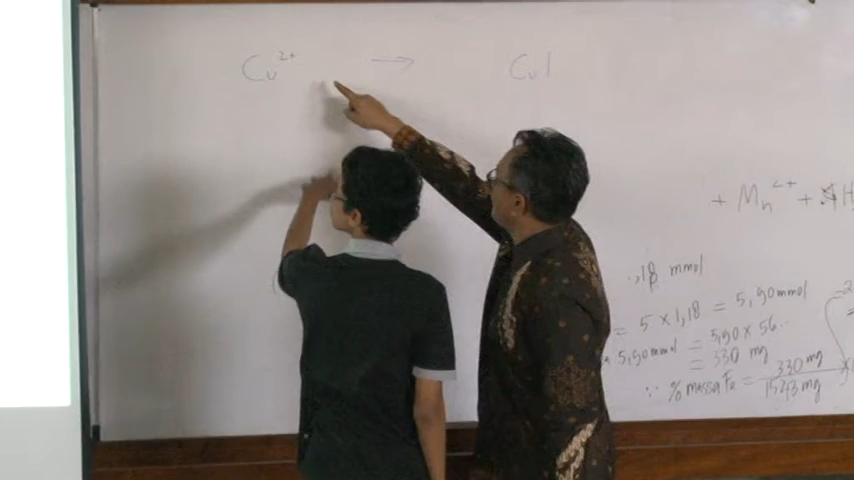 Cu²⁺ → CuI
+ Mn²⁺ +
1,18 mmol
= 5 x 1,18 = 5,90 mmol
5,90 mmol = 5,90 x 56
= 330 mg
∴ % massa Fe = 330 mg / 1523 mg